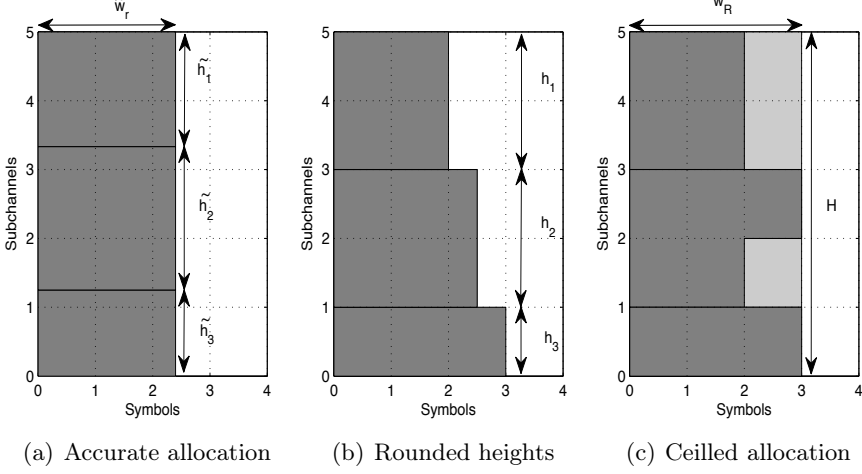 w_r
5
4
3
2
1
0
Subchannels
h̃_1
h̃_2
h̃_3
0 1 2 3 4
Symbols
(a) Accurate allocation
5
4
3
2
1
0
Subchannels
h_1
h_2
h_3
0 1 2 3 4
Symbols
(b) Rounded heights
w_R
5
4
3
2
1
0
Subchannels
H
0 1 2 3 4
Symbols
(c) Ceilled allocation